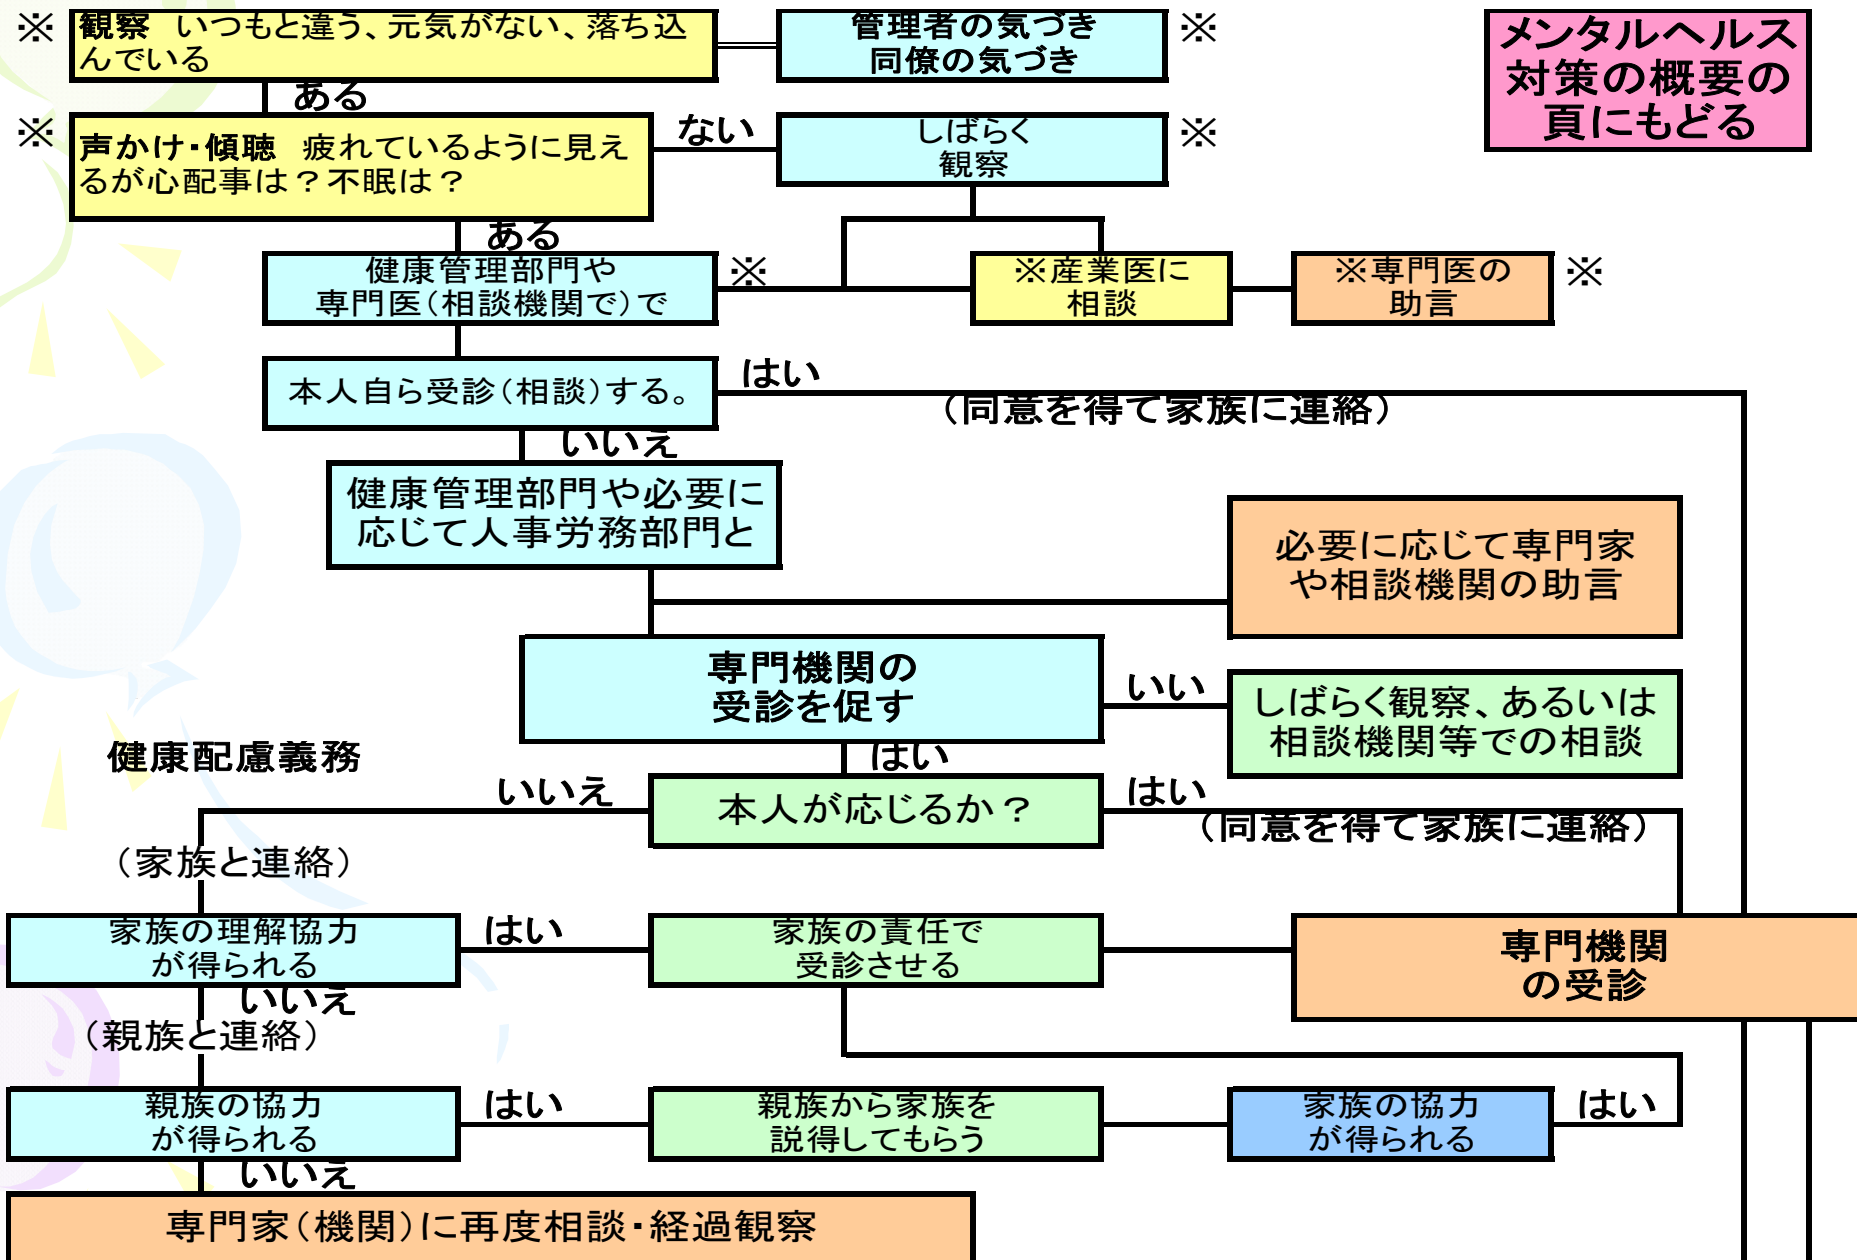 ※
観察　いつもと違う、元気がない、落ち込
んでいる
管理者の気づき
同僚の気づき
※
メンタルヘルス
対策の概要の
頁にもどる
ある
※
声かけ・傾聴　疲れているように見え
るが心配事は？不眠は？
ない
しばらく
観察
※
ある
健康管理部門や
専門医（相談機関で）で
※
※産業医に
相談
※専門医の
助言
※
本人自ら受診（相談）する。
はい
（同意を得て家族に連絡）
いいえ
健康管理部門や必要に
応じて人事労務部門と
必要に応じて専門家
や相談機関の助言
専門機関の
受診を促す
いい
しばらく観察、あるいは
相談機関等での相談
健康配慮義務
はい
いいえ
本人が応じるか？
はい
（同意を得て家族に連絡）
（家族と連絡）
家族の理解協力
が得られる
はい
家族の責任で
受診させる
専門機関
の受診
いいえ
（親族と連絡）
親族の協力
が得られる
はい
親族から家族を
説得してもらう
家族の協力
が得られる
はい
いいえ
専門家（機関）に再度相談・経過観察